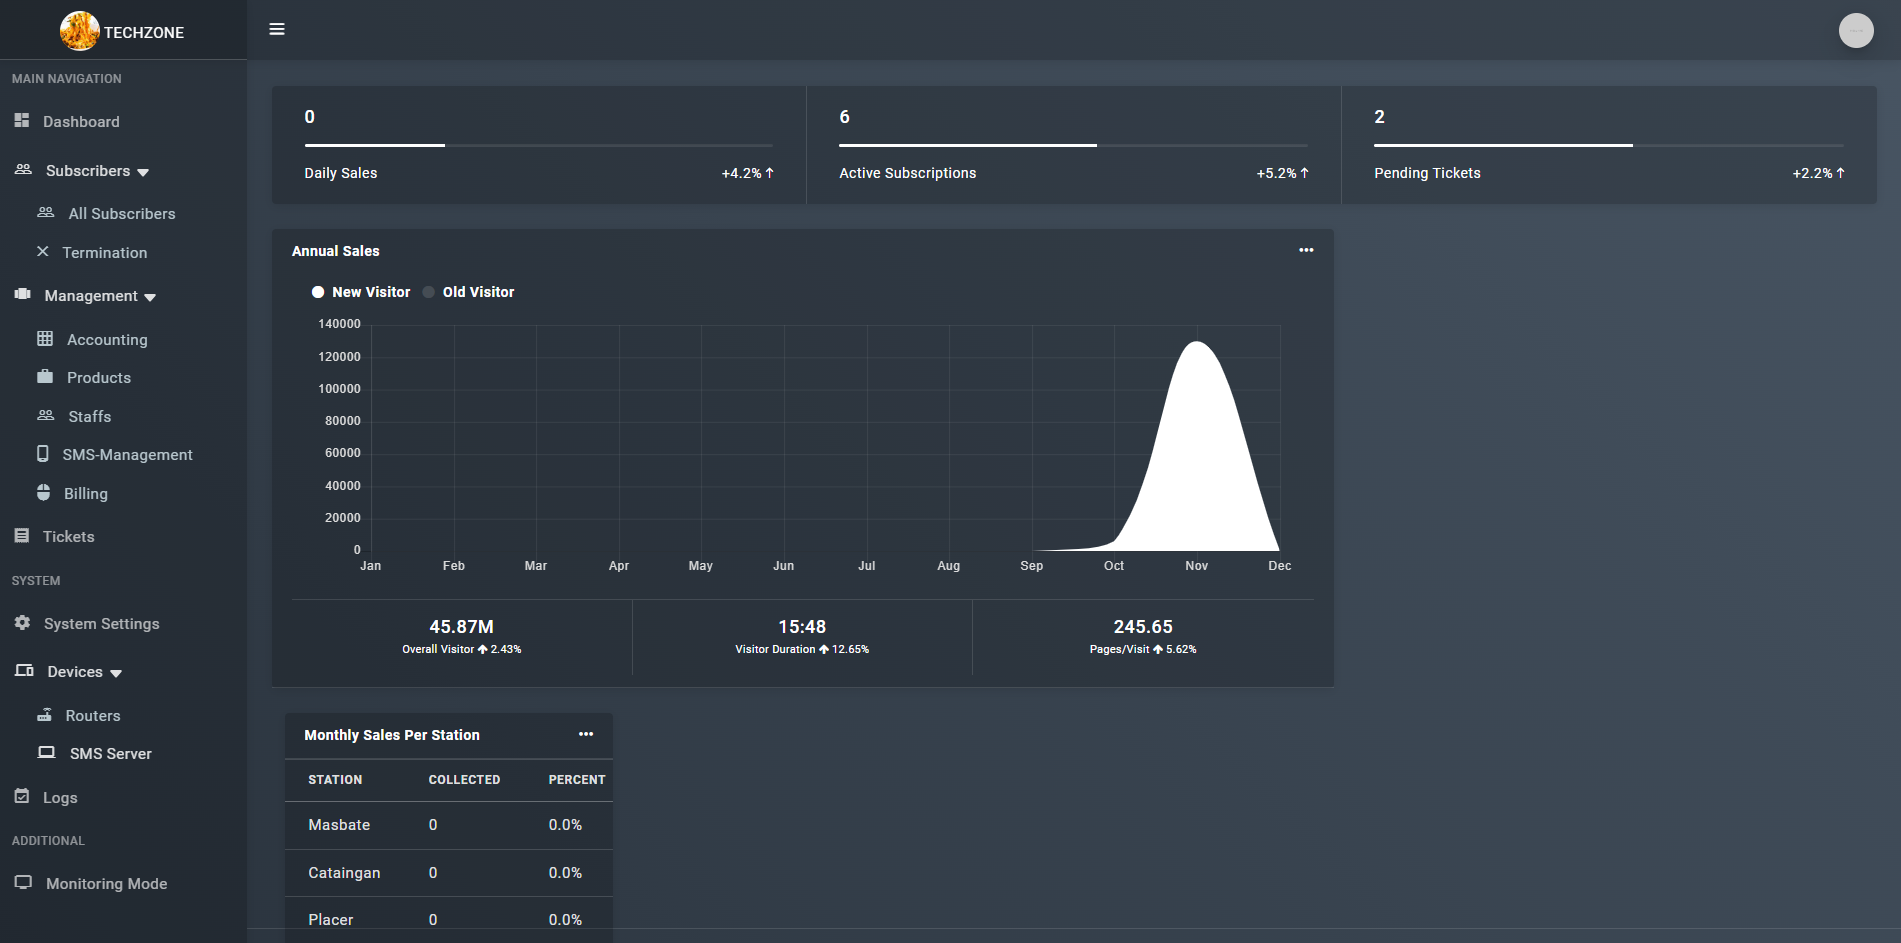 TECHZONE
MAIN NAVIGATION
Dashboard
Subscribers
All Subscribers
Termination
Management
Accounting
Products
Staffs
SMS-Management
Billing
Tickets
SYSTEM
System Settings
Devices
Routers
SMS Server
Logs
ADDITIONAL
Monitoring Mode
0
Daily Sales +4.2%
6
Active Subscriptions +5.2%
2
Pending Tickets +2.2%
Annual Sales
New Visitor Old Visitor
140000
120000
100000
80000
60000
40000
20000
0
Jan Feb Mar Apr May Jun Jul Aug Sep Oct Nov Dec
45.87M
Overall Visitor 2.43%
15:48
Visitor Duration 12.65%
245.65
Pages/Visit 5.62%
Monthly Sales Per Station
STATION COLLECTED PERCENT
Masbate 0 0.0%
Cataingan 0 0.0%
Placer 0 0.0%